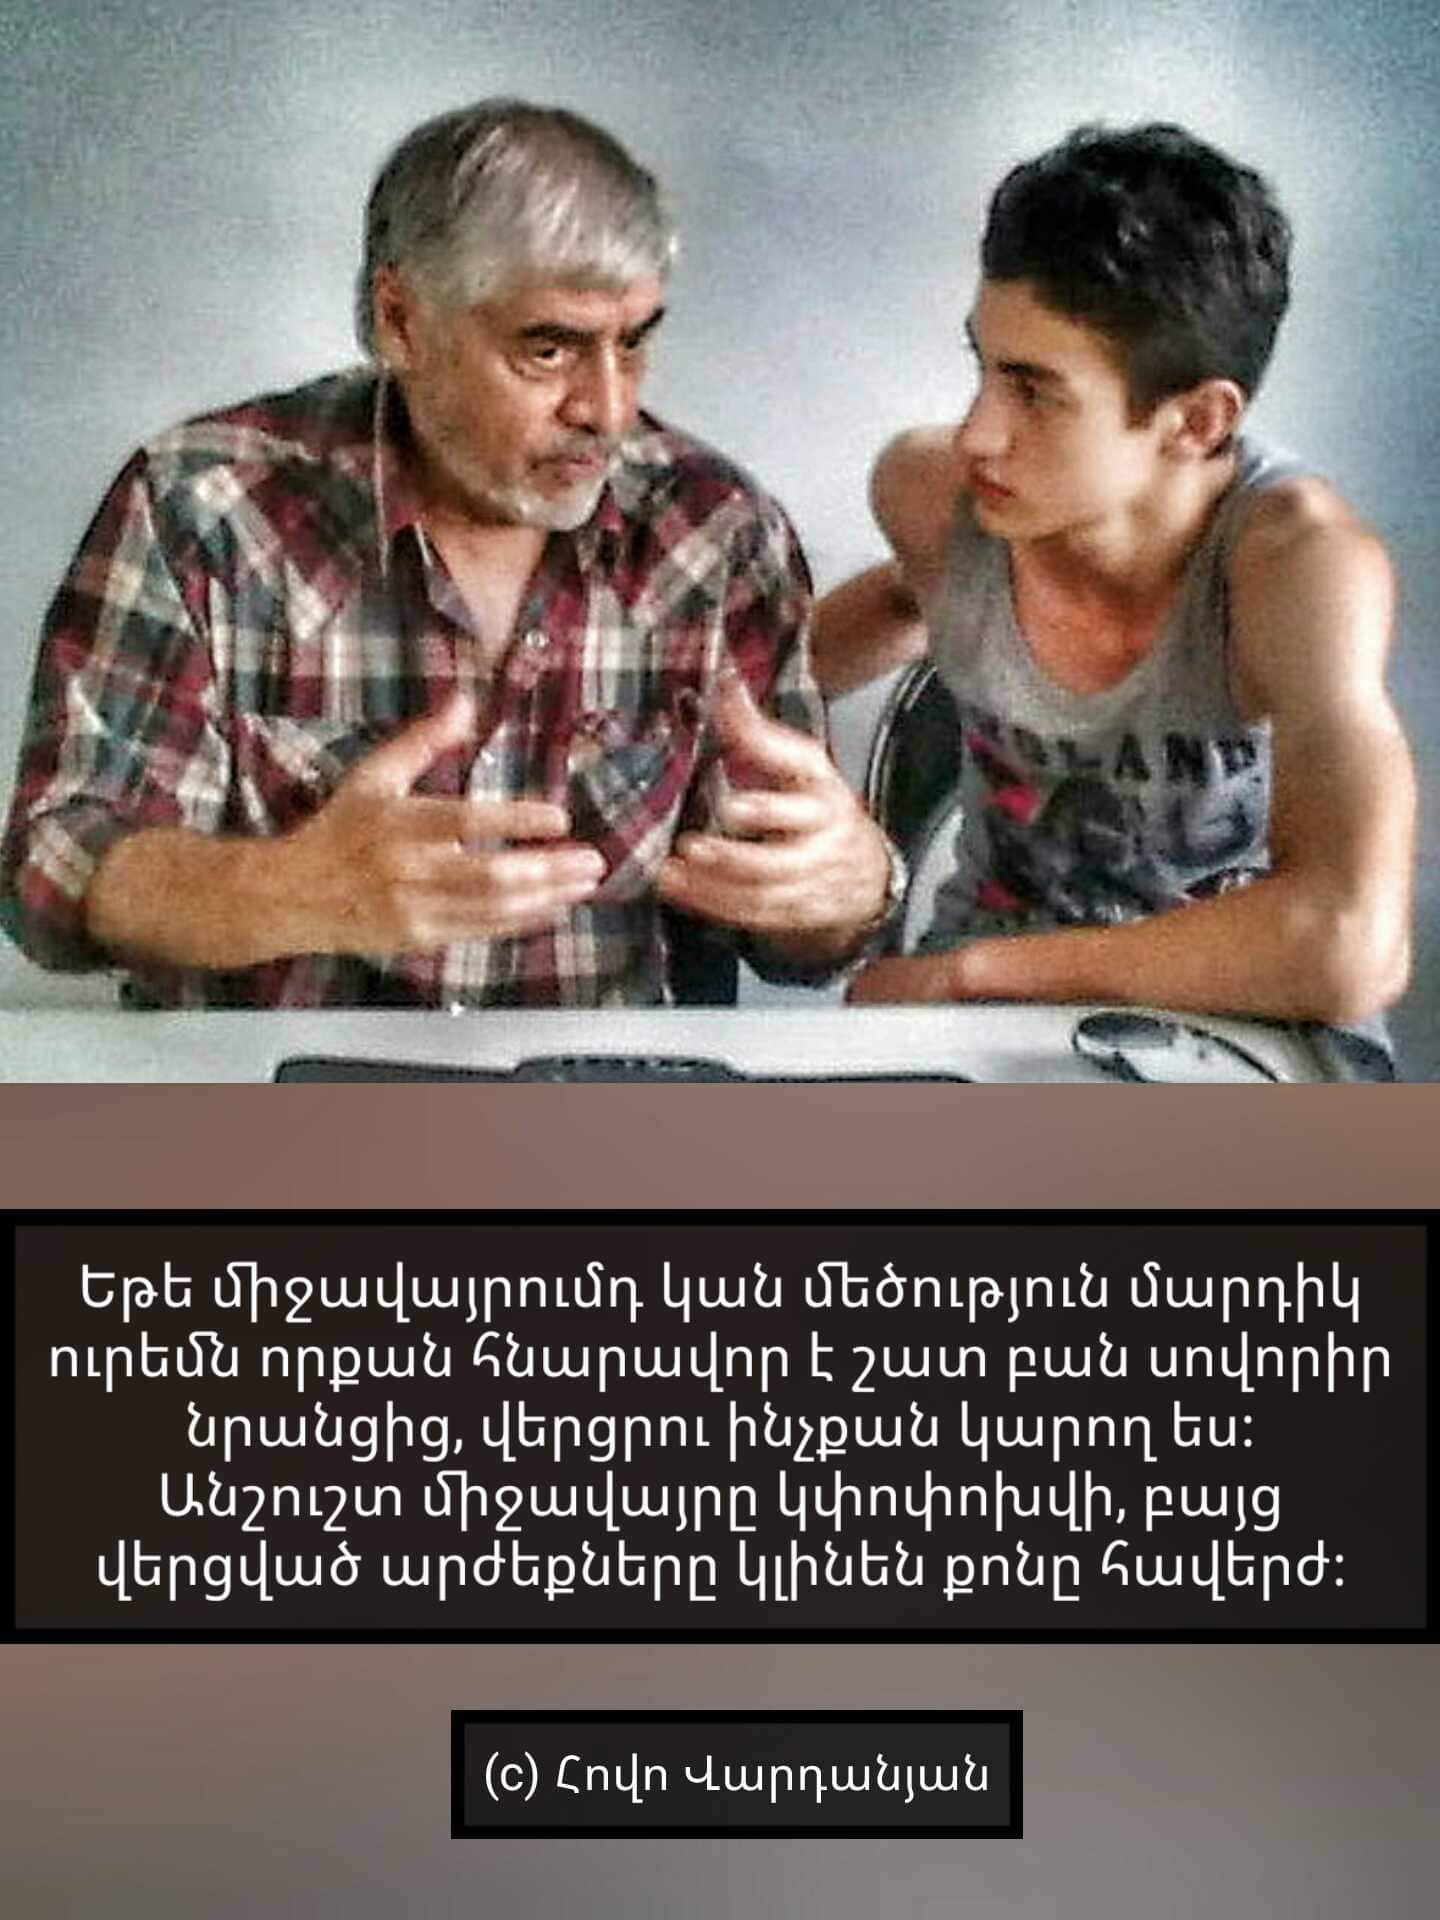 Եթե միջավայրումդ կան մեծություն մարդիկ
ուրեմն որքան հնարավոր է շատ բան սովորիր
նրանցից, վերցրու ինչքան կարող ես:
Անշուշտ միջավայրը կփոփոխվի, բայց
վերցված արժեքները կլինեն քոնը հավերժ:
(c) Հովո Վարդանյան